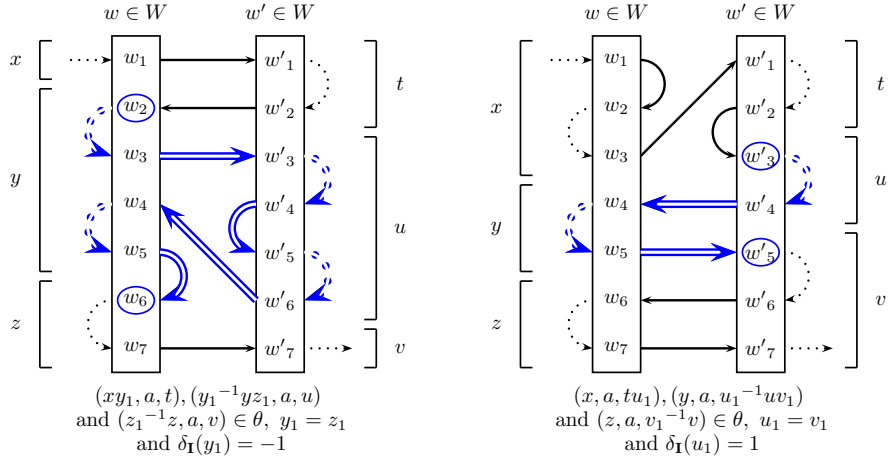 w ∈ W w' ∈ W
x
y
z
w₁
w₂
w₃
w₄
w₅
w₆
w₇
w'₁
w'₂
w'₃
w'₄
w'₅
w'₆
w'₇
t
u
v
(xy₁, a, t), (y₁⁻¹yz₁, a, u)
and (z₁⁻¹z, a, v) ∈ θ, y₁ = z₁
and δ_𝐈(y₁) = −1
w ∈ W w' ∈ W
x
y
z
w₁
w₂
w₃
w₄
w₅
w₆
w₇
w'₁
w'₂
w'₃
w'₄
w'₅
w'₆
w'₇
t
u
v
(x, a, tu₁), (y, a, u₁⁻¹uv₁)
and (z, a, v₁⁻¹v) ∈ θ, u₁ = v₁
and δ_𝐈(u₁) = 1